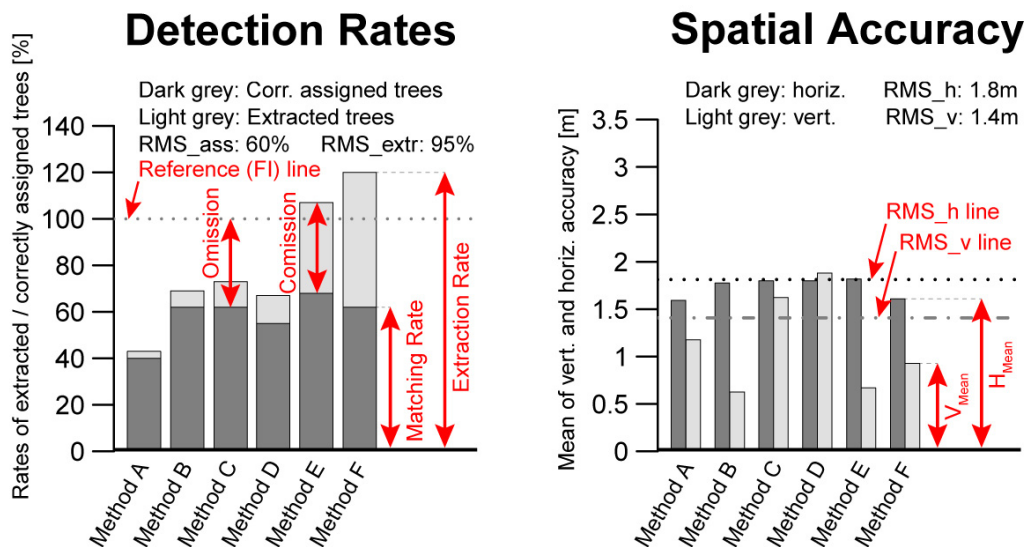 Detection Rates
Rates of extracted / correctly assigned trees [%]
Dark grey: Corr. assigned trees
Light grey: Extracted trees
RMS_ass: 60% RMS_extr: 95%
Reference (FI) line
140
120
100
80
60
40
20
0
Omission
Comission
Matching Rate
Extraction Rate
Method A
Method B
Method C
Method D
Method E
Method F
Spatial Accuracy
Mean of vert. and horiz. accuracy [m]
Dark grey: horiz. RMS_h: 1.8m
Light grey: vert. RMS_v: 1.4m
3.5
3
2.5
2
1.5
1
0.5
0
RMS_h line
RMS_v line
V_Mean
H_Mean
Method A
Method B
Method C
Method D
Method E
Method F